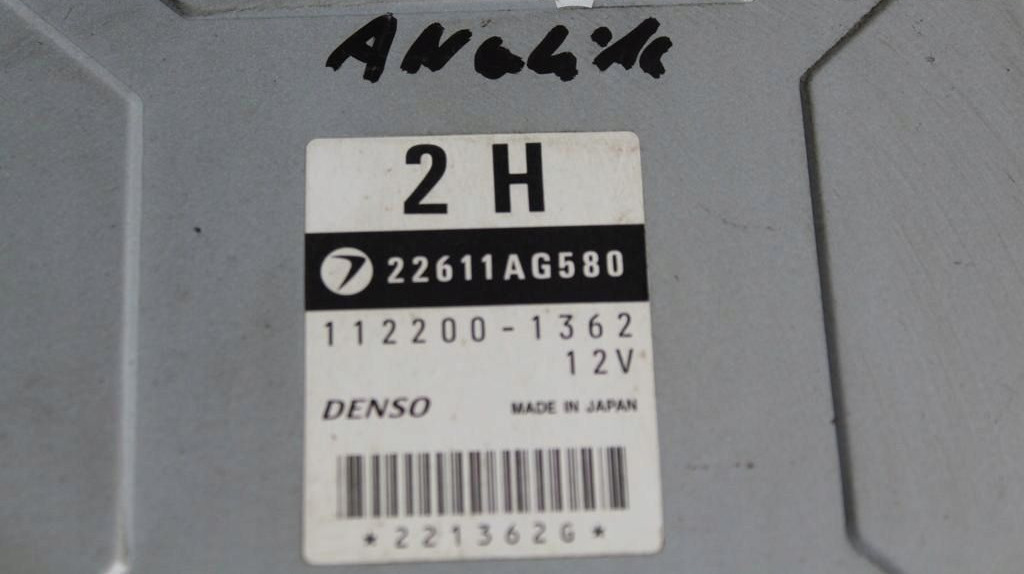 2 H
22611AG580
112200-1362
12V
DENSO MADE IN JAPAN
*221362G*